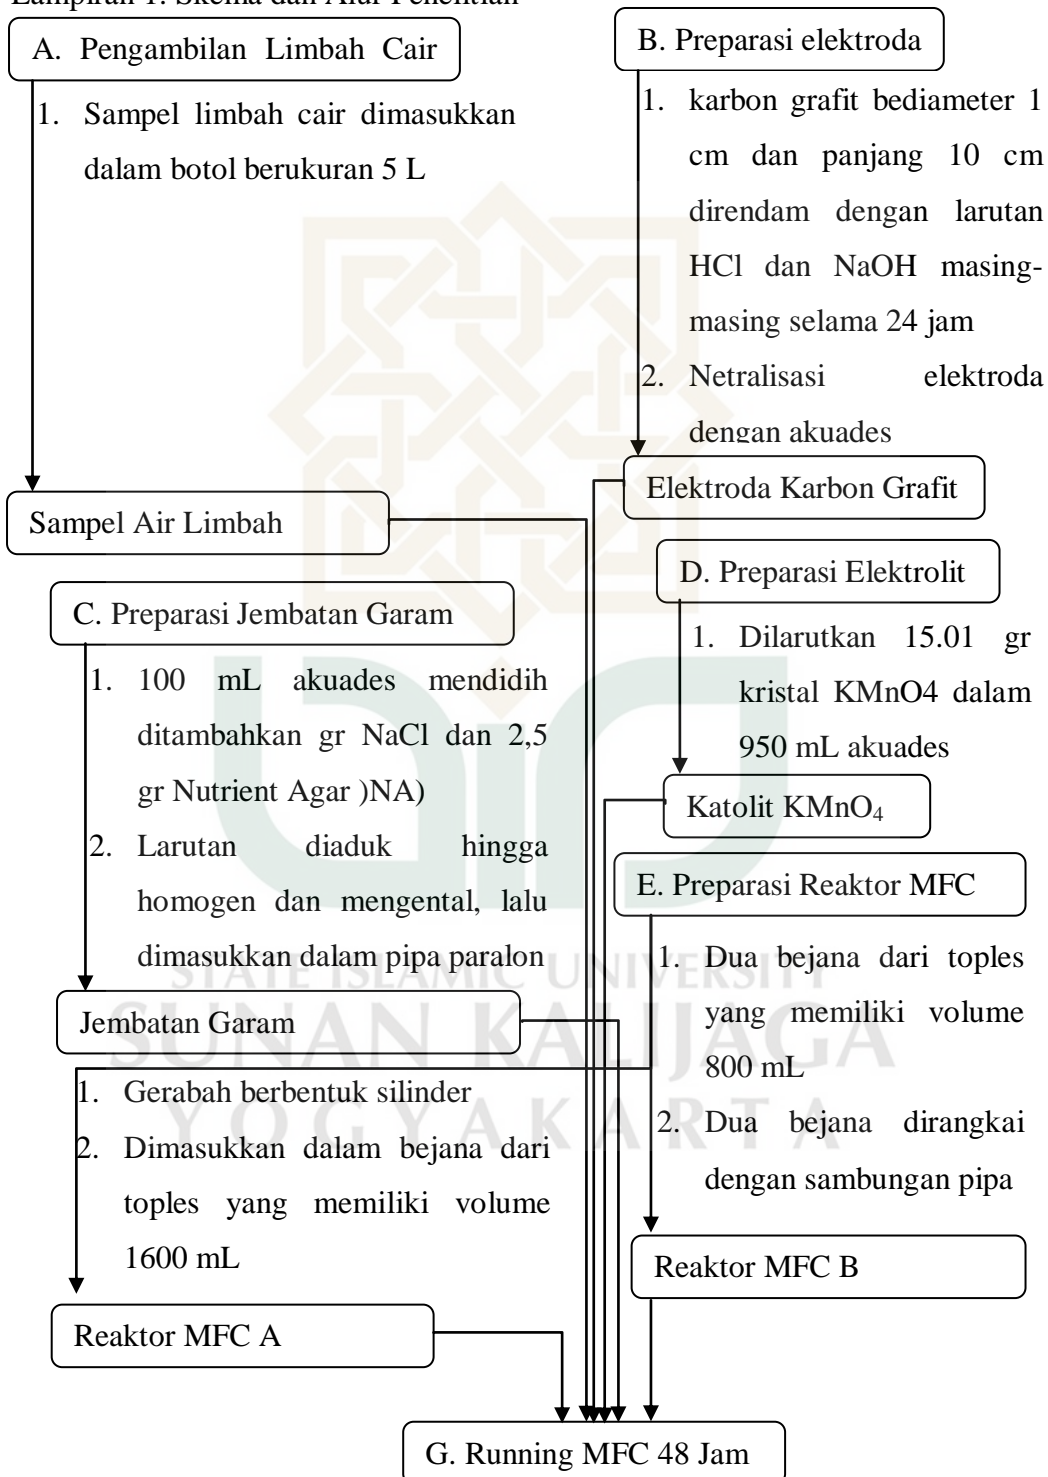 Lampiran 1. Skema dan Alur Penelitian
A. Pengambilan Limbah Cair
1. Sampel limbah cair dimasukkan
dalam botol berukuran 5 L
Sampel Air Limbah
B. Preparasi elektroda
1. karbon grafit bediameter 1
cm dan panjang 10 cm
direndam dengan larutan
HCl dan NaOH masing-
masing selama 24 jam
2. Netralisasi elektroda
dengan akuades
Elektroda Karbon Grafit
C. Preparasi Jembatan Garam
1. 100 mL akuades mendidih
ditambahkan gr NaCl dan 2,5
gr Nutrient Agar )NA)
2. Larutan diaduk hingga
homogen dan mengental, lalu
dimasukkan dalam pipa paralon
Jembatan Garam
D. Preparasi Elektrolit
1. Dilarutkan 15.01 gr
kristal KMnO4 dalam
950 mL akuades
Katolit KMnO₄
E. Preparasi Reaktor MFC
1. Dua bejana dari toples
yang memiliki volume
800 mL
2. Dua bejana dirangkai
dengan sambungan pipa
Reaktor MFC B
1. Gerabah berbentuk silinder
2. Dimasukkan dalam bejana dari
toples yang memiliki volume
1600 mL
Reaktor MFC A
G. Running MFC 48 Jam
STATE ISLAMIC UNIVERSITY
SUNAN KALIJAGA
YOGYAKARTA